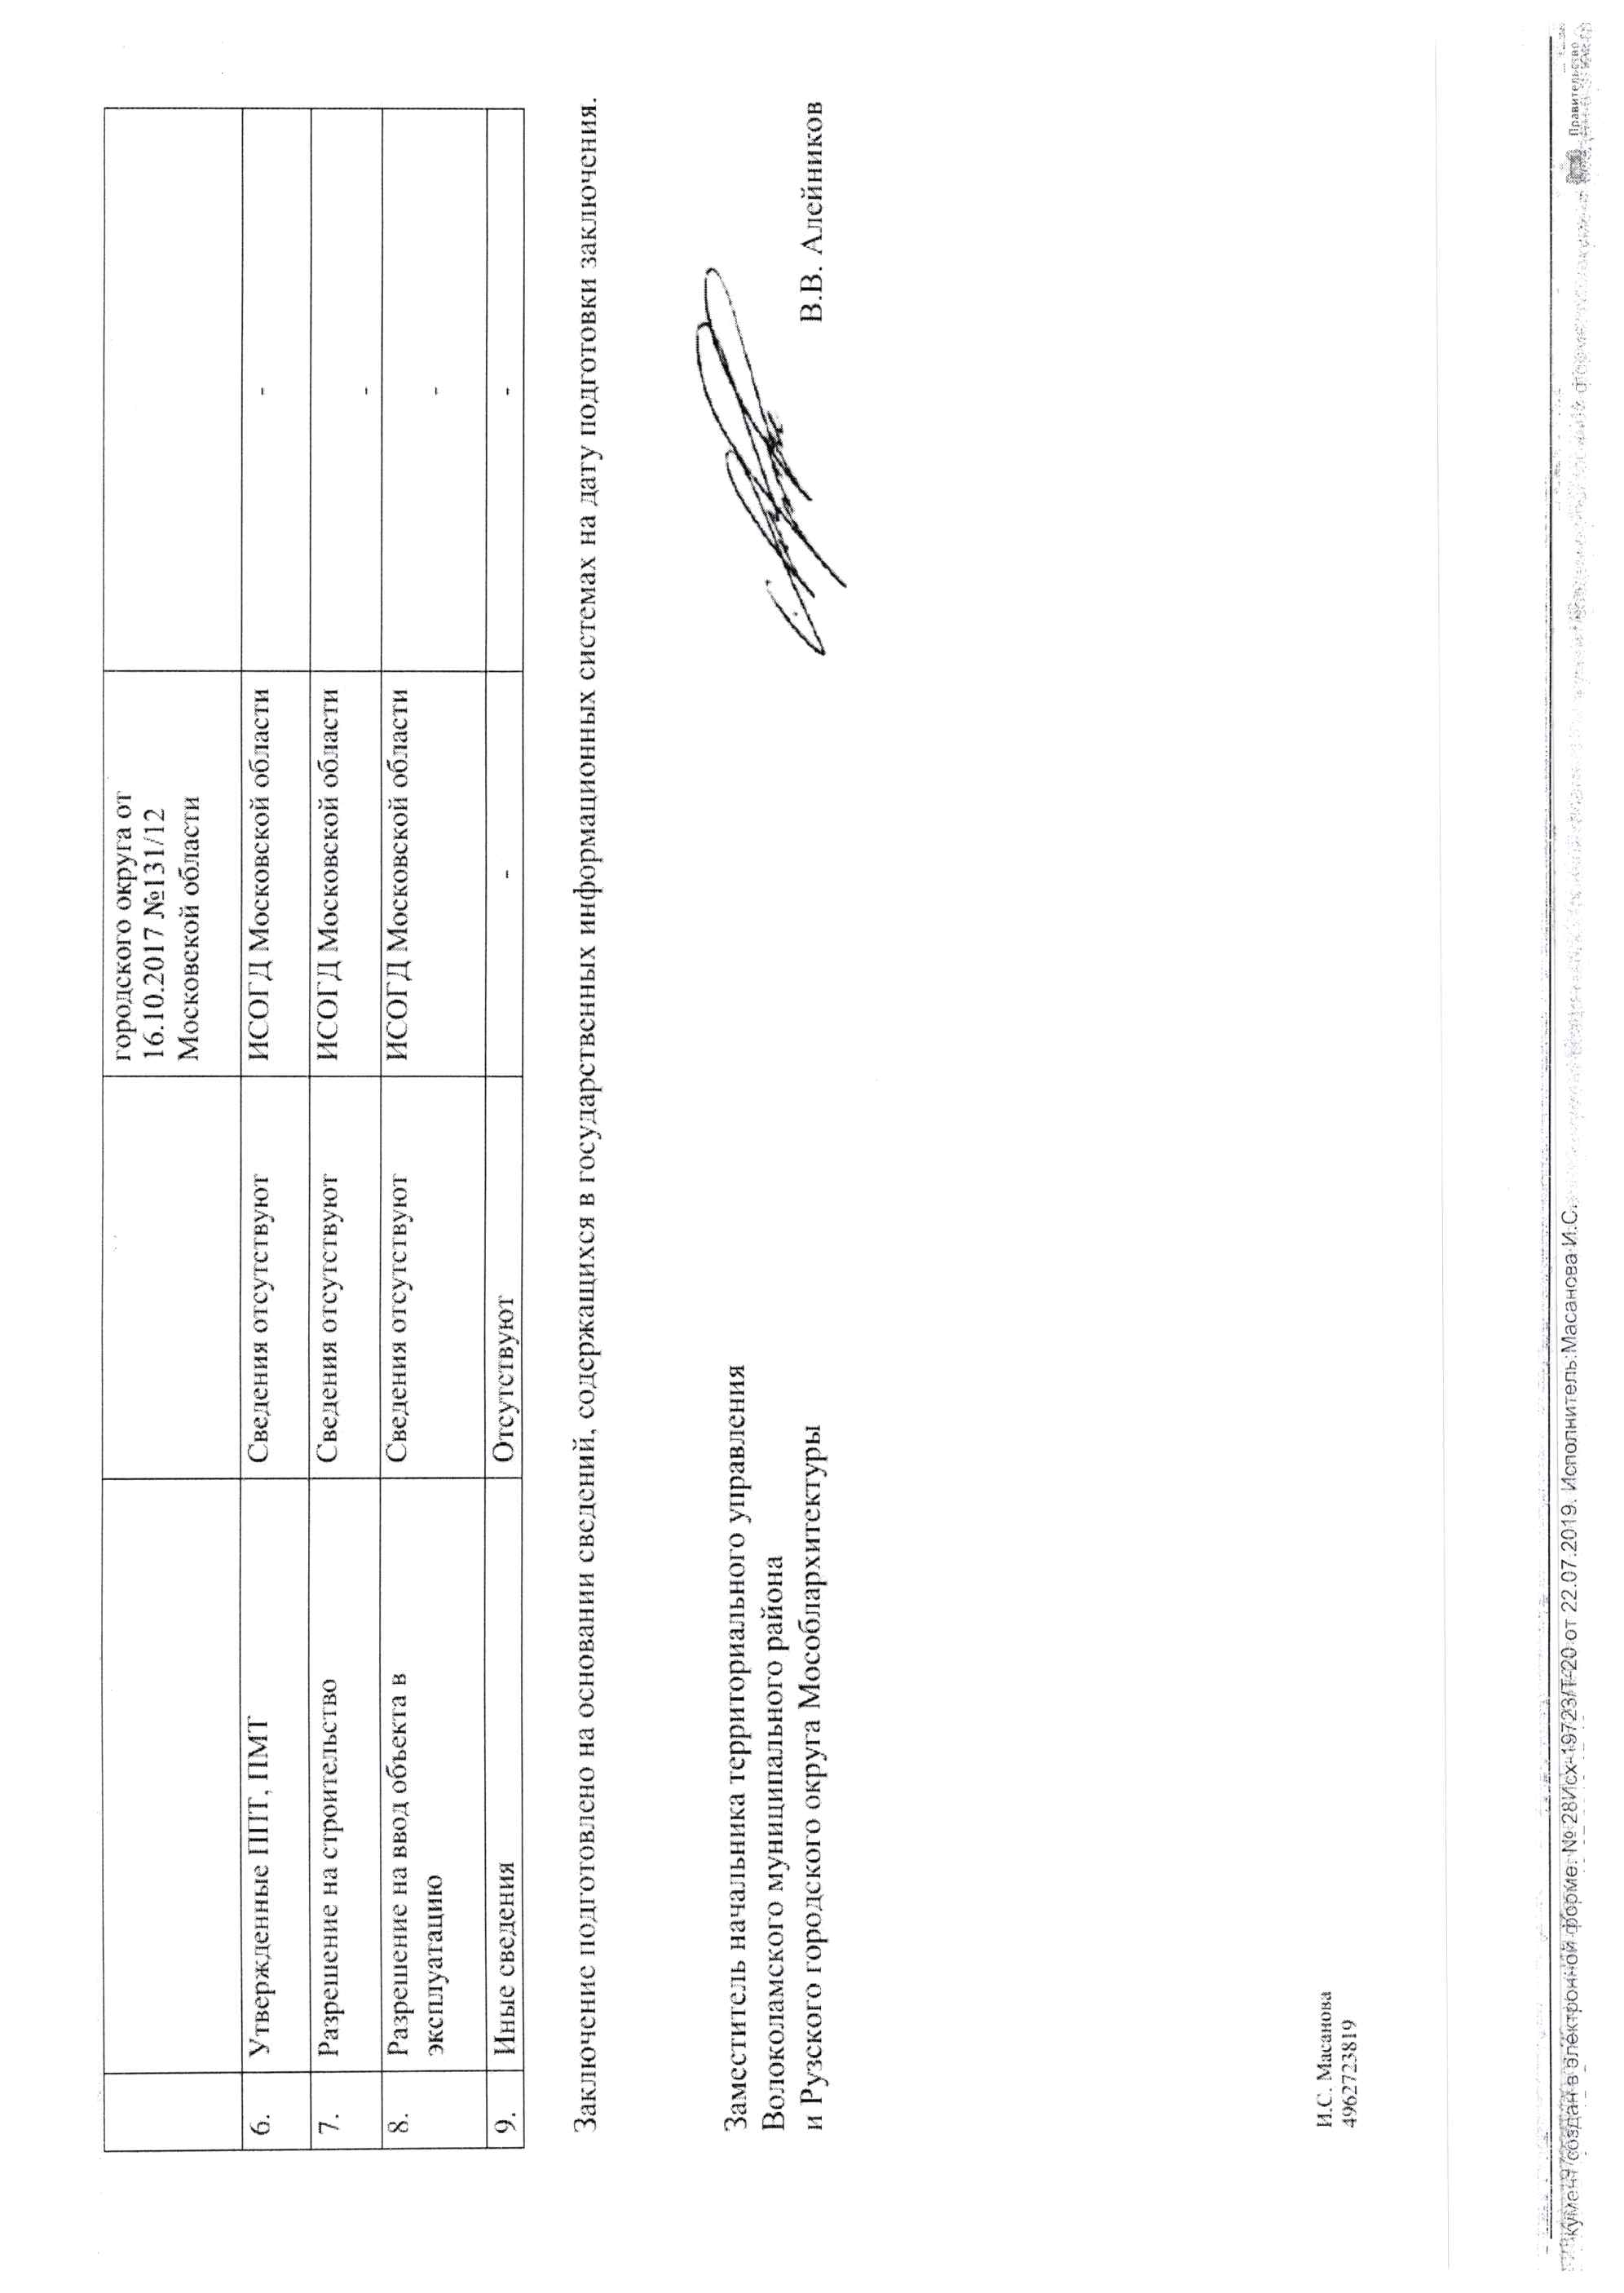 городского округа от
16.10.2017 №131/12
Московской области
6. Утвержденные ППТ, ПМТ Сведения отсутствуют ИСОГД Московской области -
7. Разрешение на строительство Сведения отсутствуют ИСОГД Московской области -
8. Разрешение на ввод объекта в Сведения отсутствуют ИСОГД Московской области -
эксплуатацию
9. Иные сведения Отсутствуют - -
Заключение подготовлено на основании сведений, содержащихся в государственных информационных системах на дату подготовки заключения.
Заместитель начальника территориального управления
Волоколамского муниципального района
и Рузского городского округа Мособлархитектуры В.В. Алейников
И.С. Масанова
4962723819
Правительство
кумент создан в электронной форме. № 28Исх-19723/Т-20 от 22.07.2019. Исполнитель:Масанова И.С.